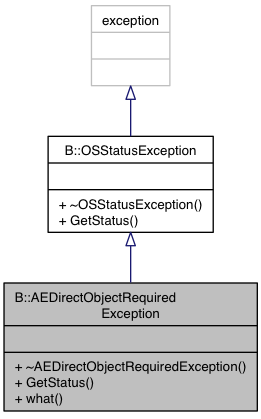 exception
B::OSStatusException
+ ~OSStatusException()
+ GetStatus()
B::AEDirectObjectRequired
Exception
+ ~AEDirectObjectRequiredException()
+ GetStatus()
+ what()